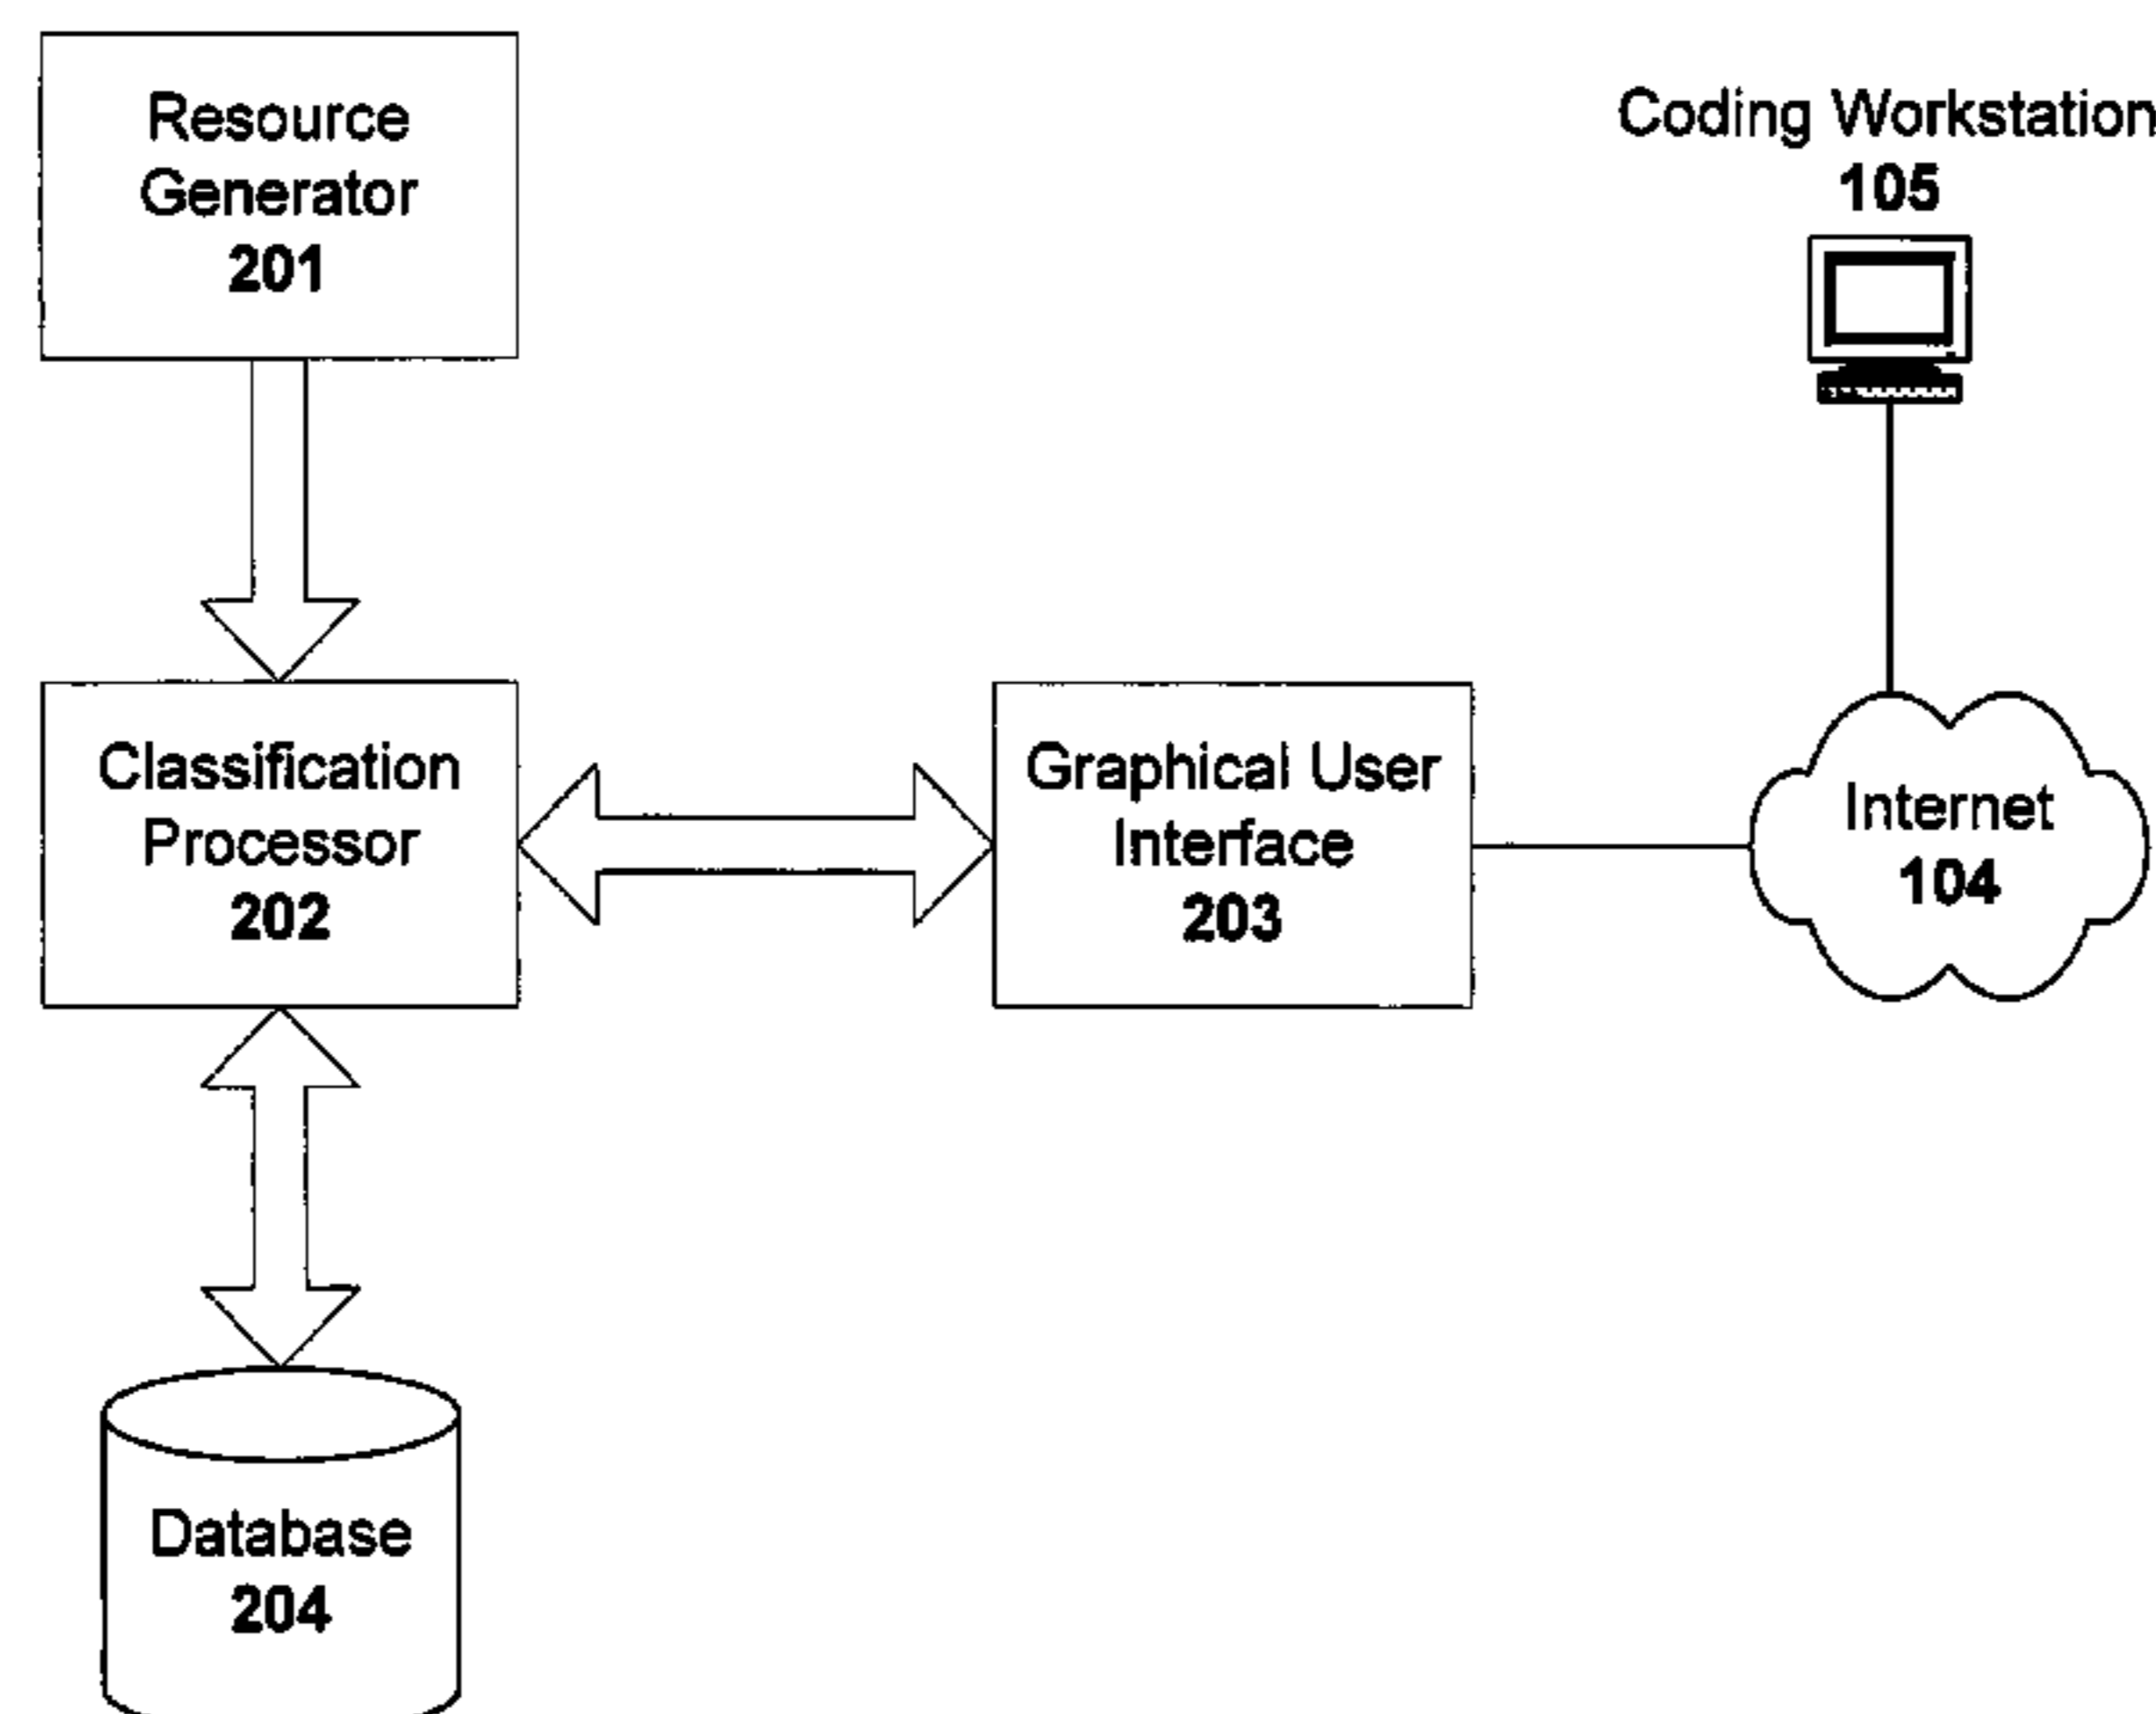 Resource
Generator
201
Coding Workstation
105
Classification
Processor
202
Graphical User
Interface
203
Internet
104
Database
204